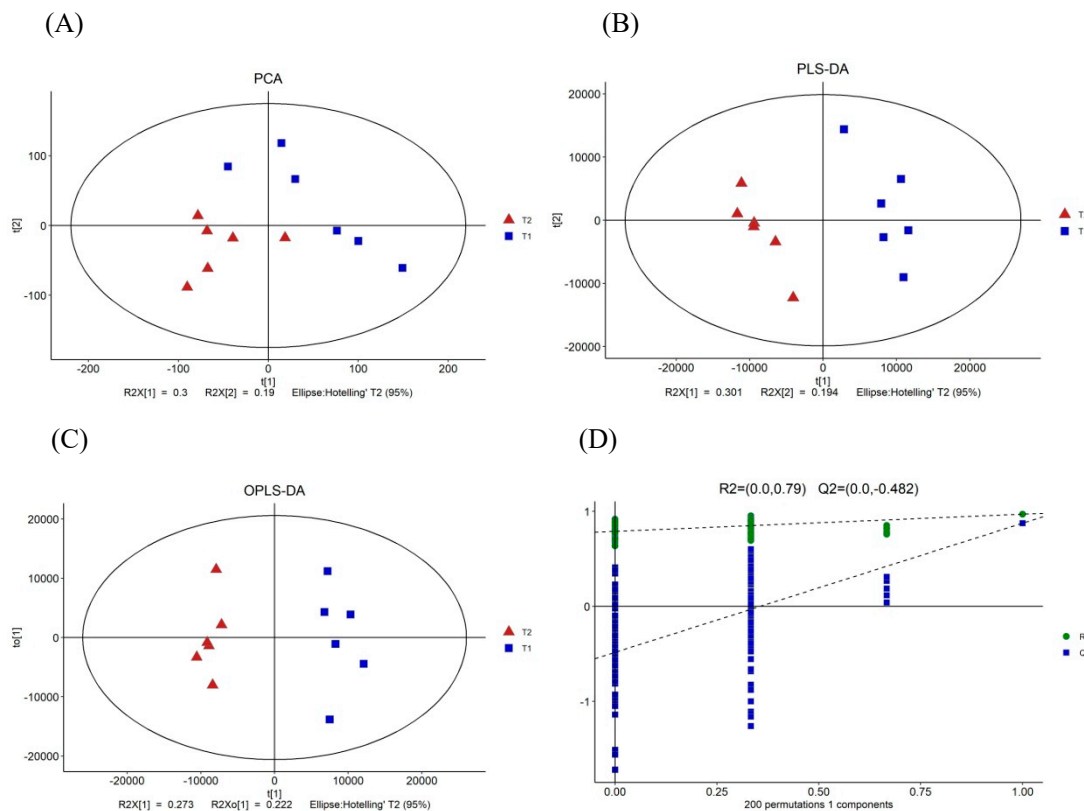 (A)
PCA
100
0
-100
t[2]
-200
-100
0
100
200
t[1]
R2X[1] = 0.3 R2X[2] = 0.19 Ellipse:Hotelling' T2 (95%)
T2
T1
(B)
PLS-DA
20000
10000
0
-10000
-20000
t[2]
-20000
-10000
0
10000
20000
t[1]
R2X[1] = 0.301 R2X[2] = 0.194 Ellipse:Hotelling' T2 (95%)
T
T
(C)
OPLS-DA
20000
10000
0
-10000
-20000
to[1]
-20000
-10000
0
10000
20000
t[1]
R2X[1] = 0.273 R2Xo[1] = 0.222 Ellipse:Hotelling' T2 (95%)
T2
T1
(D)
R2=(0.0,0.79) Q2=(0.0,-0.482)
1
0
-1
0.00
0.25
0.50
0.75
1.00
200 permutations 1 components
R
Q